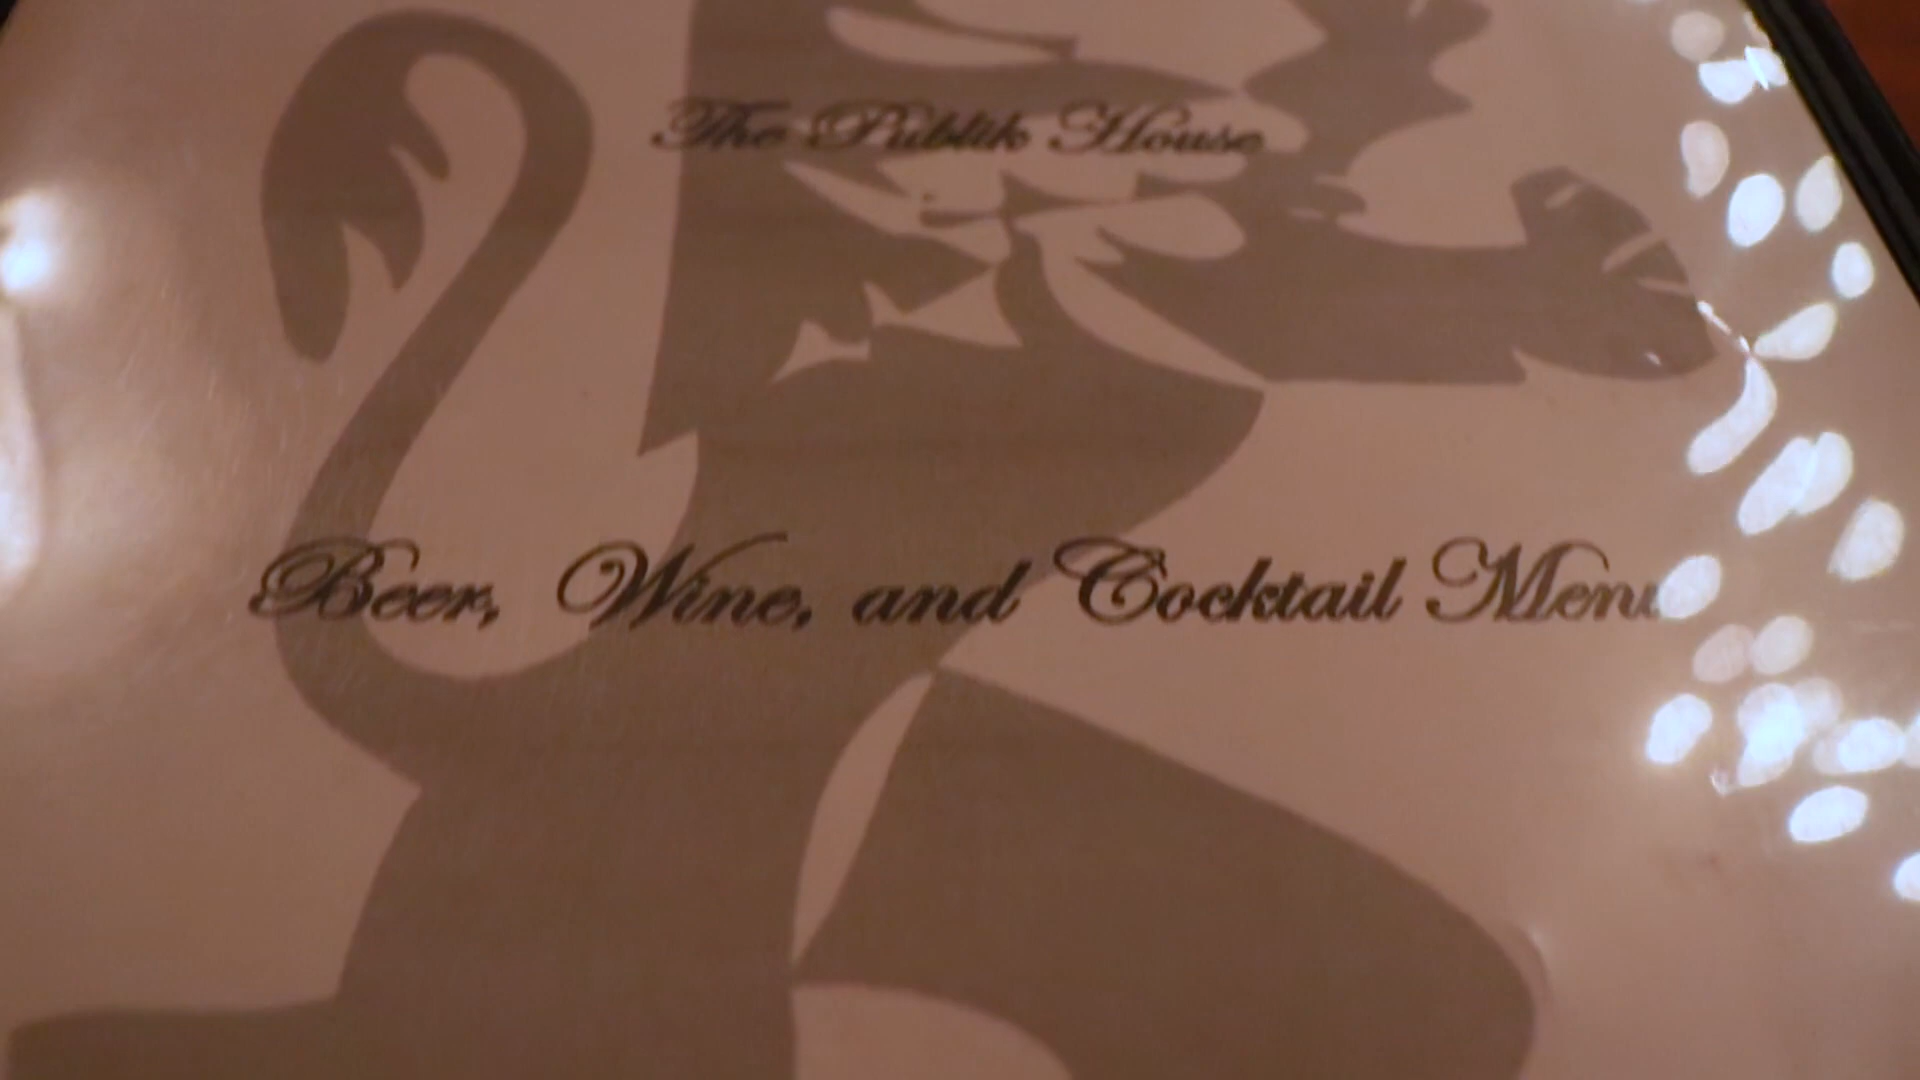 The Publik House
Beer, Wine, and Cocktail Menu